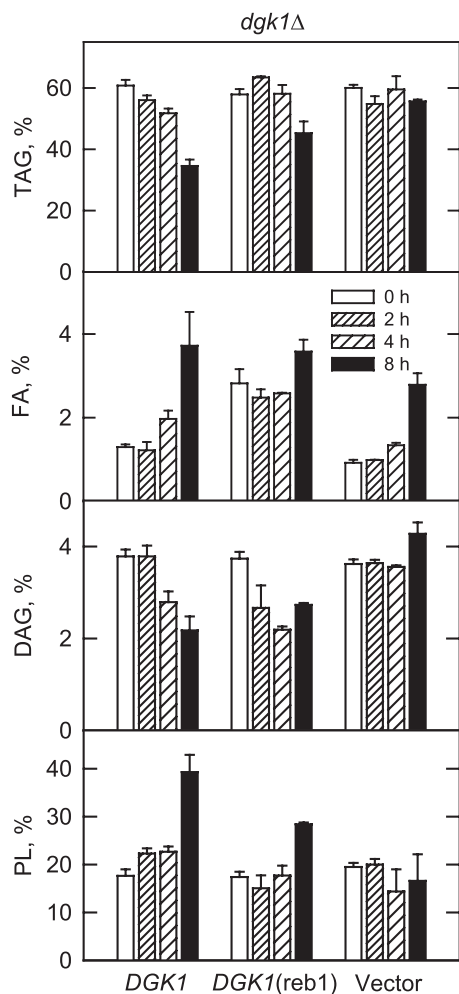 dgk1Δ
TAG, %
60
40
20
0
FA, %
4
2
0
0 h
2 h
4 h
8 h
DAG, %
4
2
0
PL, %
40
30
20
10
0
DGK1 DGK1(reb1) Vector